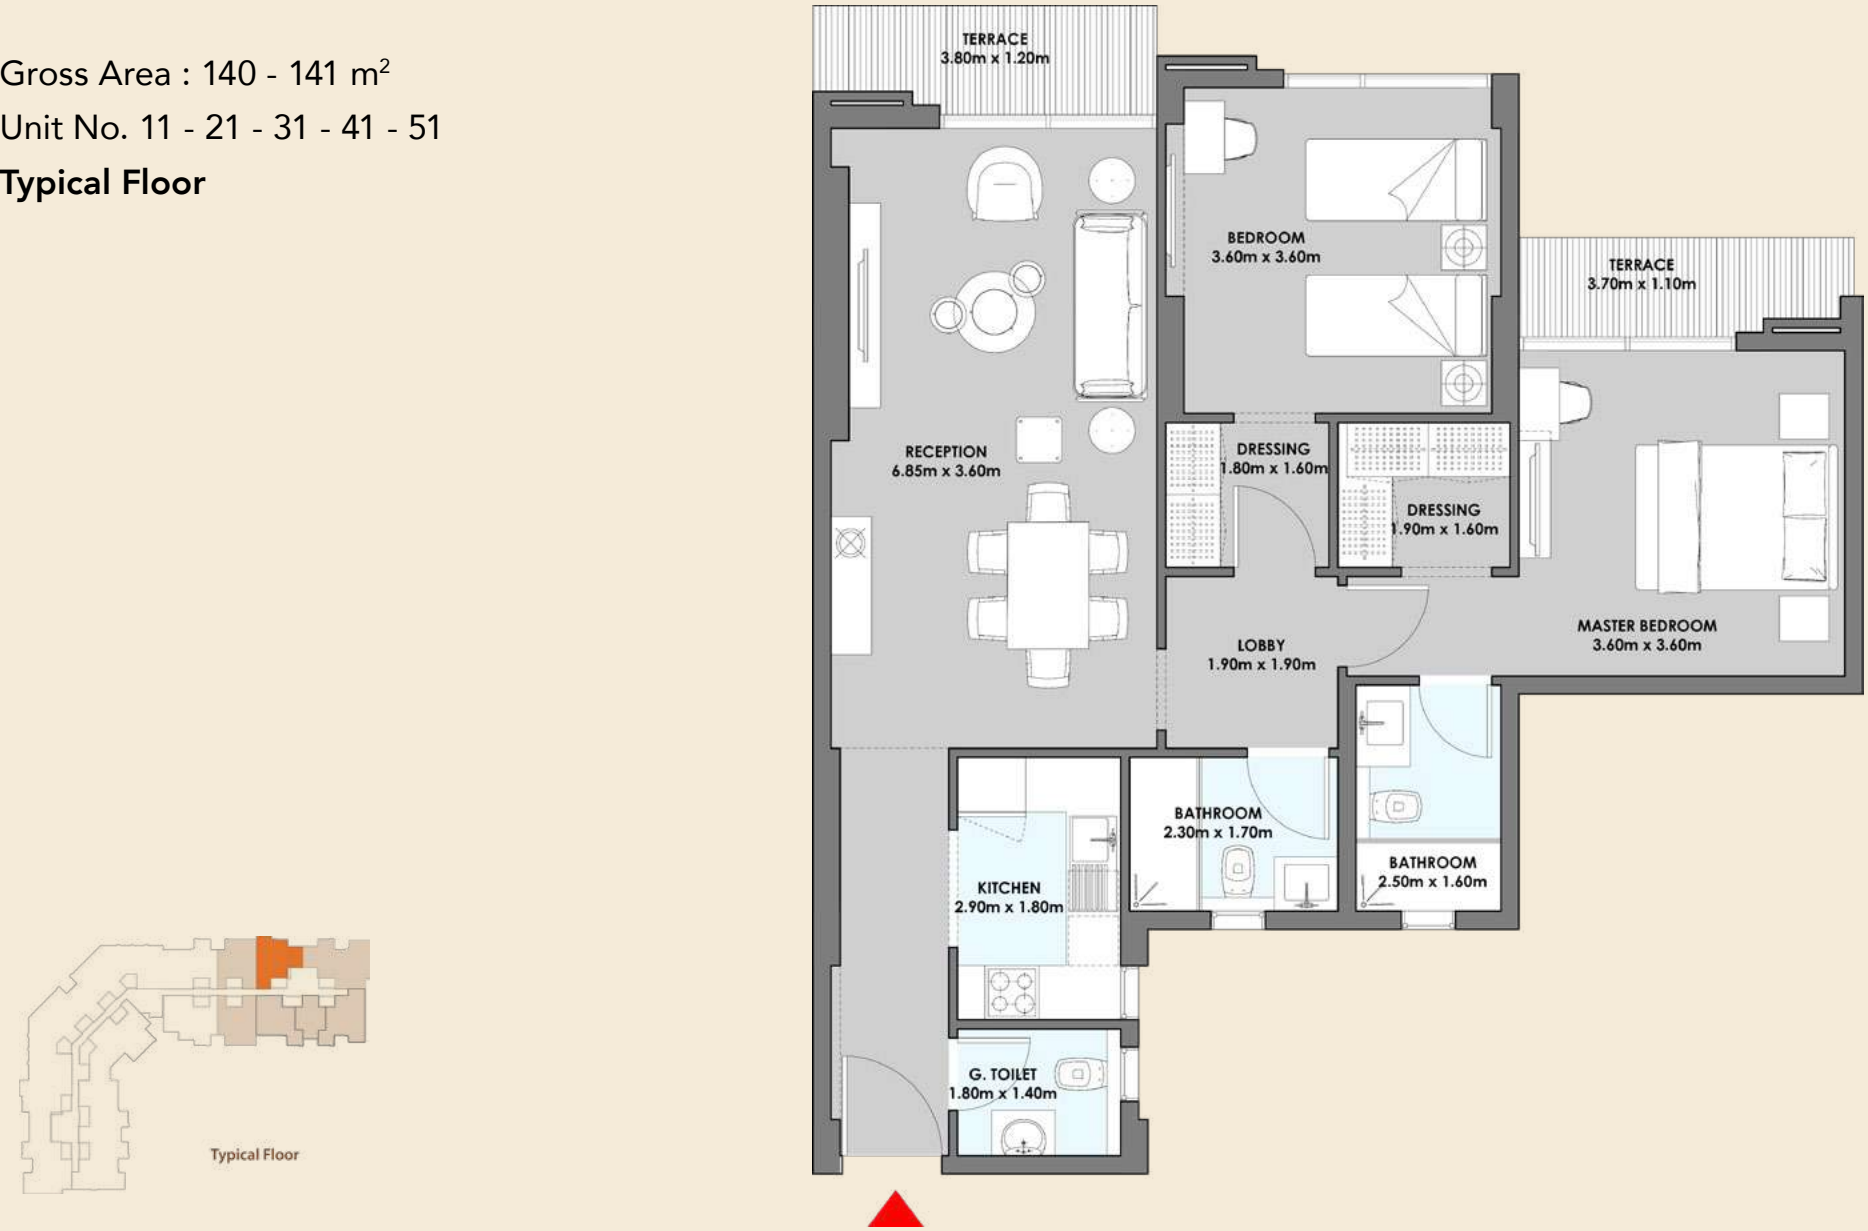 Gross Area : 140 - 141 m²
Unit No. 11 - 21 - 31 - 41 - 51
Typical Floor
TERRACE
3.80m x 1.20m
BEDROOM
3.60m x 3.60m
TERRACE
3.70m x 1.10m
RECEPTION
6.85m x 3.60m
DRESSING
1.80m x 1.60m
DRESSING
1.90m x 1.60m
LOBBY
1.90m x 1.90m
MASTER BEDROOM
3.60m x 3.60m
BATHROOM
2.30m x 1.70m
BATHROOM
2.50m x 1.60m
KITCHEN
2.90m x 1.80m
G. TOILET
1.80m x 1.40m
Typical Floor